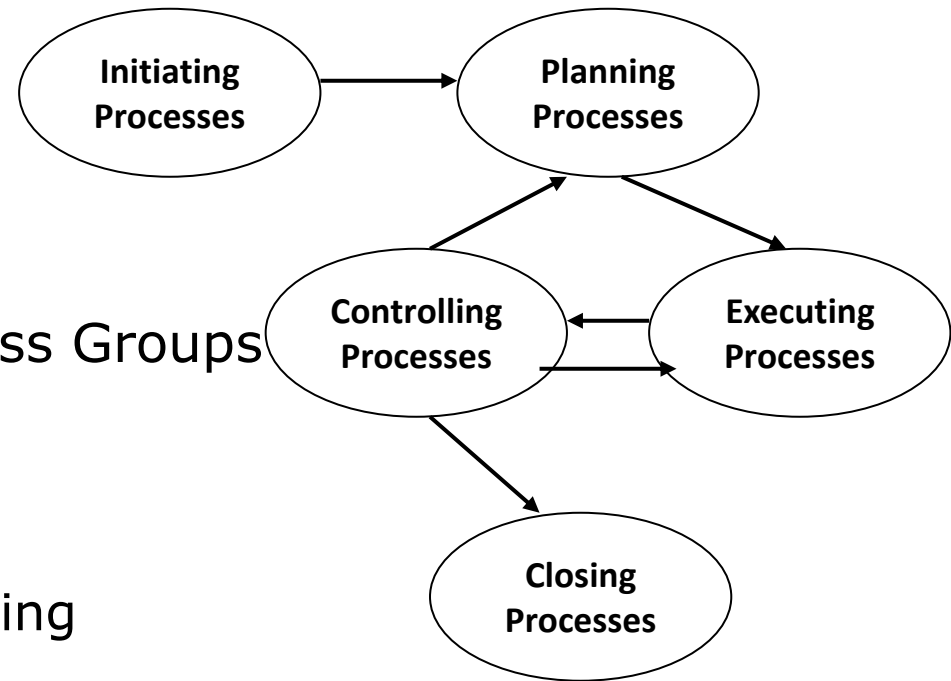 Initiating
Processes
Planning
Processes
ss Groups
Controlling
Processes
Executing
Processes
Closing
Processes
ing